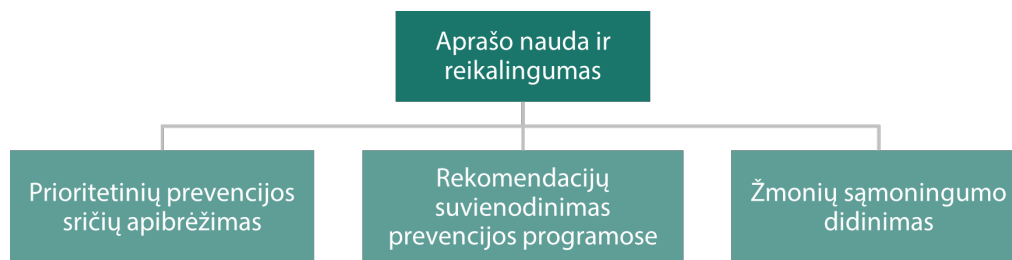 Aprašo nauda ir
reikalingumas
Prioritetinių prevencijos
sričių apibrėžimas
Rekomendacijų
suvienodinimas
prevencijos programose
Žmonių sąmoningumo
didinimas